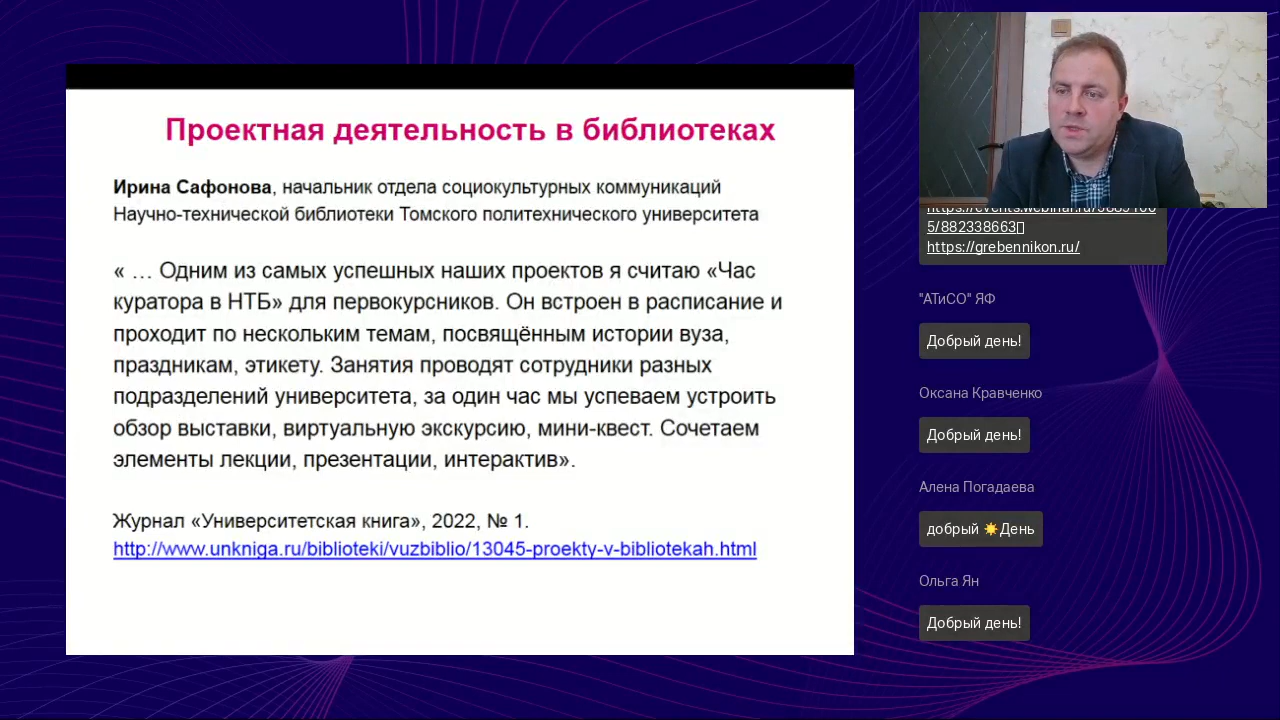 Проектная деятельность в библиотеках
Ирина Сафонова, начальник отдела социокультурных коммуникаций
Научно-технической библиотеки Томского политехнического университета
« … Одним из самых успешных наших проектов я считаю «Час
куратора в НТБ» для первокурсников. Он встроен в расписание и
проходит по нескольким темам, посвящённым истории вуза,
праздникам, этикету. Занятия проводят сотрудники разных
подразделений университета, за один час мы успеваем устроить
обзор выставки, виртуальную экскурсию, мини-квест. Сочетаем
элементы лекции, презентации, интерактив».
Журнал «Университетская книга», 2022, № 1.
http://www.unkniga.ru/biblioteki/vuzbiblio/13045-proekty-v-bibliotekah.html
5/882338663
https://grebennikon.ru/
"АТиСО" ЯФ
Добрый день!
Оксана Кравченко
Добрый день!
Алена Погадаева
добрый ☀️День
Ольга Ян
Добрый день!